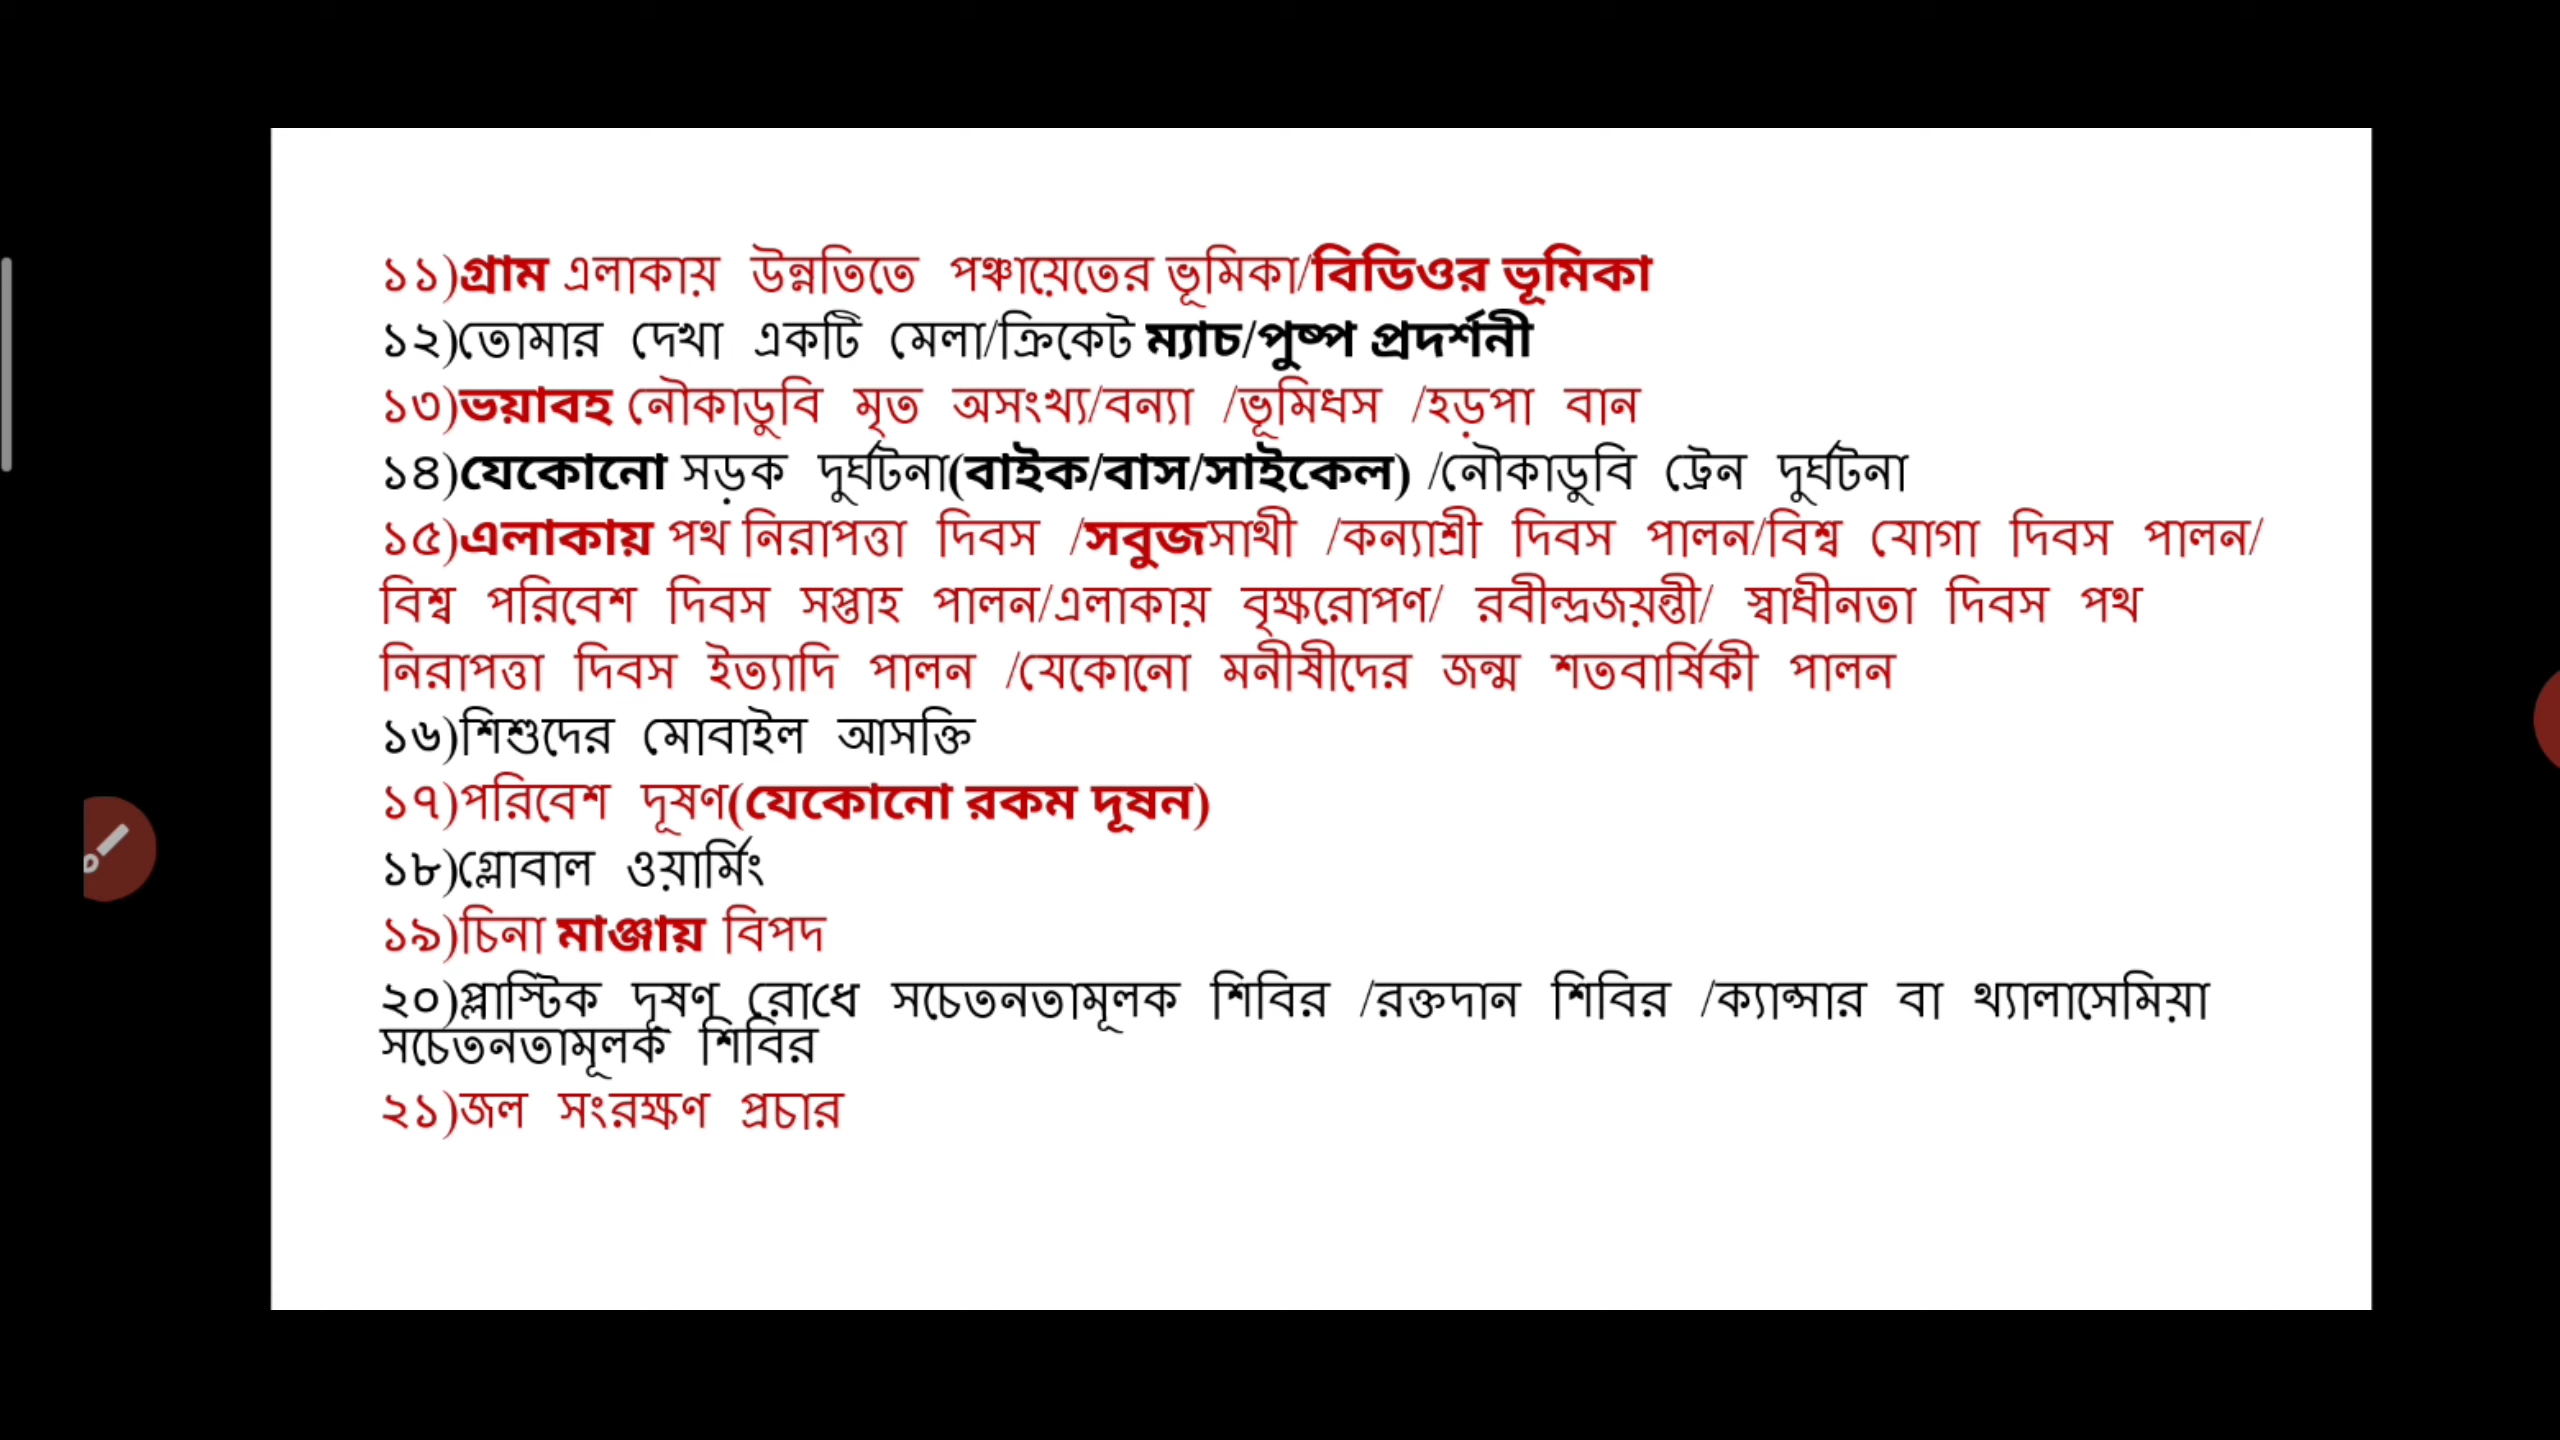 ১১)গ্রাম এলাকায় উন্নতিতে পঞ্চায়েতের ভূমিকা/বিডিওর ভূমিকা
১২)তোমার দেখা একটি মেলা/ক্রিকেট ম্যাচ/পুষ্প প্রদর্শনী
১৩)ভয়াবহ নৌকাডুবি মৃত অসংখ্য/বন্যা /ভূমিধস /হড়পা বান
১৪)যেকোনো সড়ক দুর্ঘটনা(বাইক/বাস/সাইকেল) /নৌকাডুবি ট্রেন দুর্ঘটনা
১৫)এলাকায় পথ নিরাপত্তা দিবস /সবুজসাথী /কন্যাশ্রী দিবস পালন/বিশ্ব যোগা দিবস পালন/
বিশ্ব পরিবেশ দিবস সপ্তাহ পালন/এলাকায় বৃক্ষরোপণ/ রবীন্দ্রজয়ন্তী/ স্বাধীনতা দিবস পথ
নিরাপত্তা দিবস ইত্যাদি পালন /যেকোনো মনীষীদের জন্ম শতবার্ষিকী পালন
১৬)শিশুদের মোবাইল আসক্তি
১৭)পরিবেশ দূষণ(যেকোনো রকম দূষন)
১৮)গ্লোবাল ওয়ার্মিং
১৯)চিনা মাঞ্জায় বিপদ
২০)প্লাস্টিক দূষণ রোধে সচেতনতামূলক শিবির /রক্তদান শিবির /ক্যান্সার বা থ্যালাসেমিয়া
সচেতনতামূলক শিবির
২১)জল সংরক্ষণ প্রচার